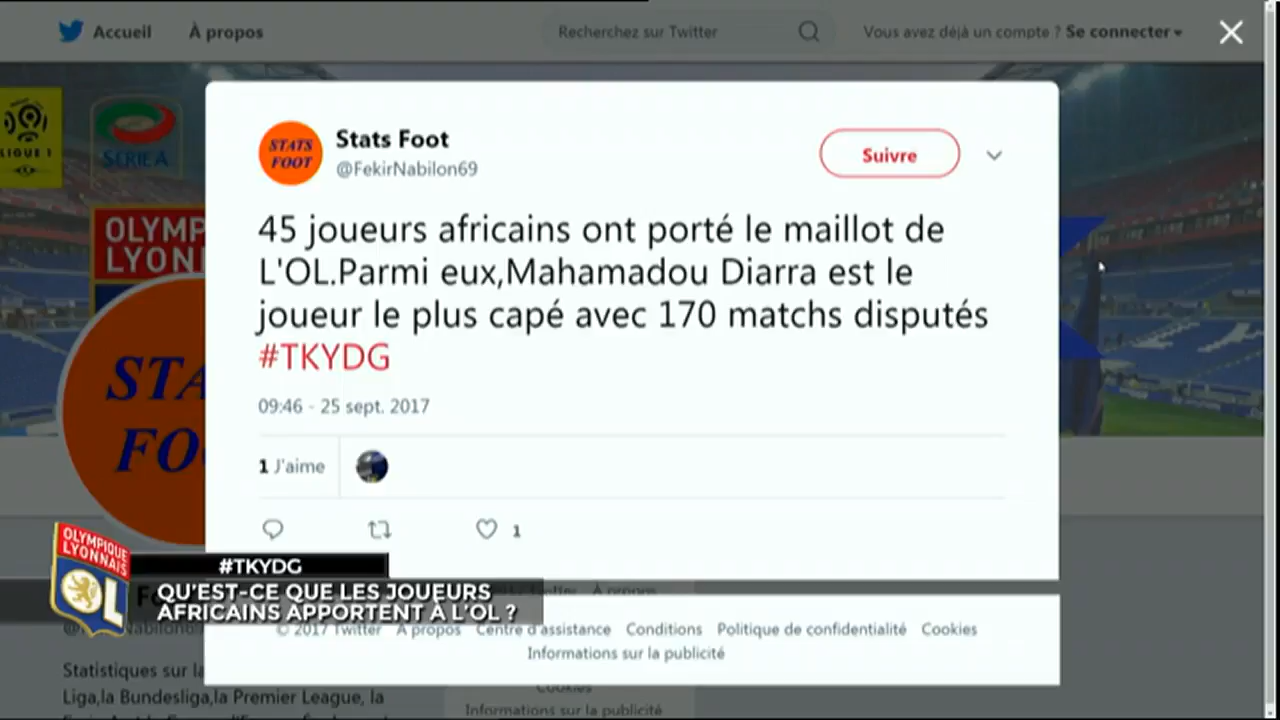 Accueil À propos Recherchez sur Twitter Vous avez déjà un compte ? Se connecter
LIGUE 1
SERIE A
OLYMP
LYON
STATS
FOOT
Stats Foot
@FekirNabilon69
Suivre
45 joueurs africains ont porté le maillot de
L'OL.Parmi eux,Mahamadou Diarra est le
joueur le plus capé avec 170 matchs disputés
#TKYDG
09:46 - 25 sept. 2017
1 J'aime
1
STA
FO
OLYMPIQUE
LYONNAIS
OL
#TKYDG
QU'EST-CE QUE LES JOUEURS
AFRICAINS APPORTENT À L'OL ?
© 2017 Twitter À propos Centre d'assistance Conditions Politique de confidentialité Cookies
Informations sur la publicité
Statistiques sur la
Liga,la Bundesliga,la Premier League, la
Cookies
Informations sur la publicité